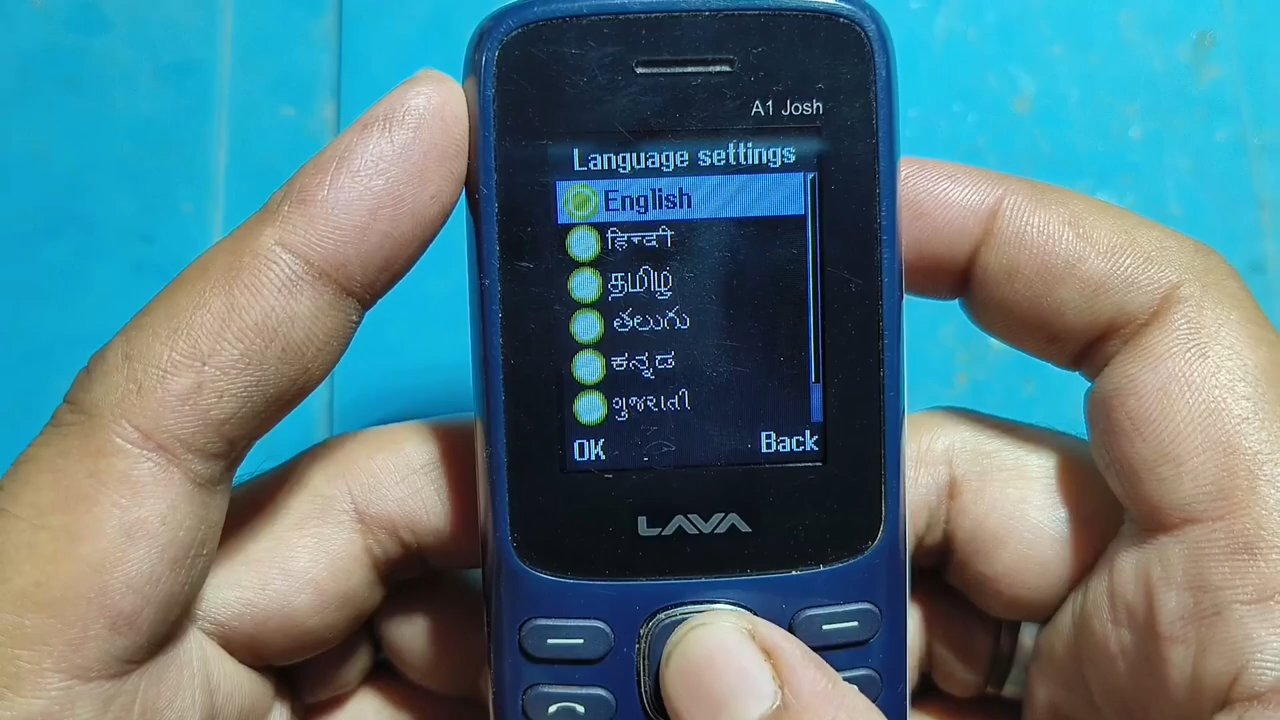 A1 Josh
Language settings
English
हिन्दी
தமிழ்
తెలుగు
ಕನ್ನಡ
ગુજરાતી
OK Back
LAVA